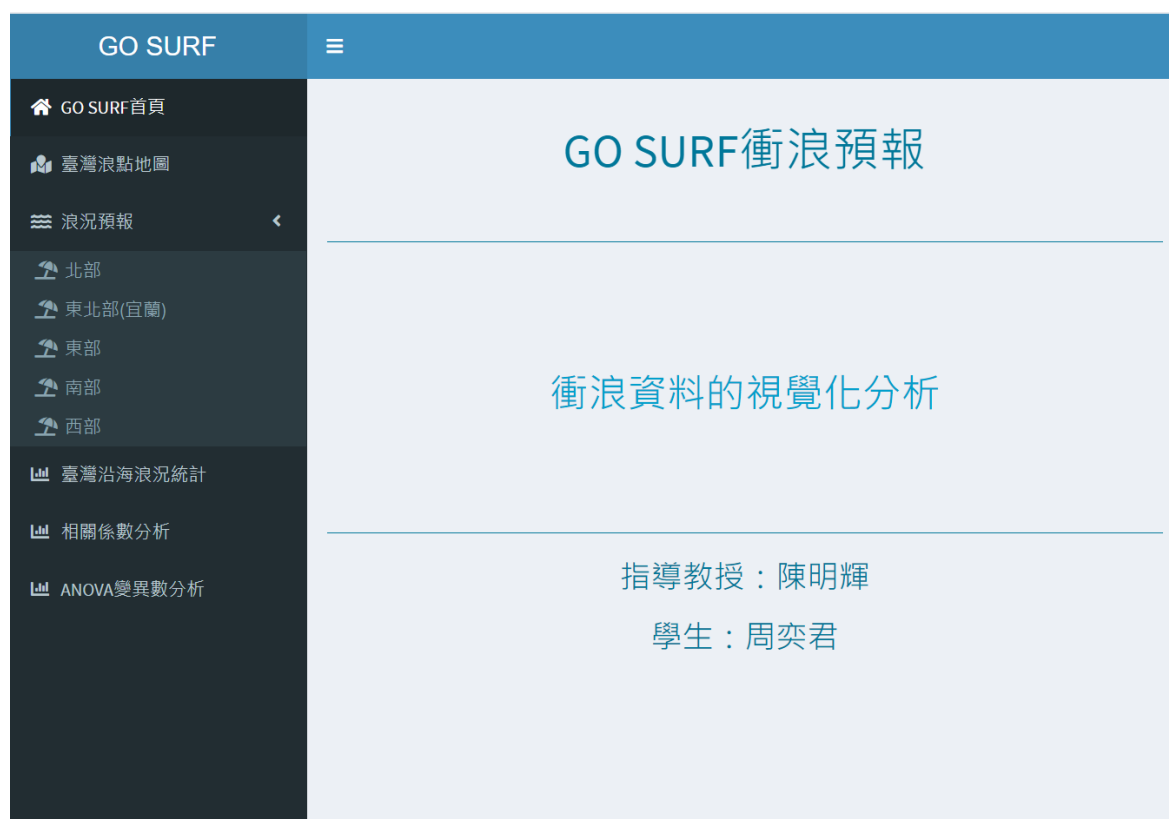 GO SURF
GO SURF首頁
臺灣浪點地圖
浪況預報
北部
東北部(宜蘭)
東部
南部
西部
臺灣沿海浪況統計
相關係數分析
ANOVA變異數分析
GO SURF衝浪預報
衝浪資料的視覺化分析
指導教授：陳明輝
學生：周奕君